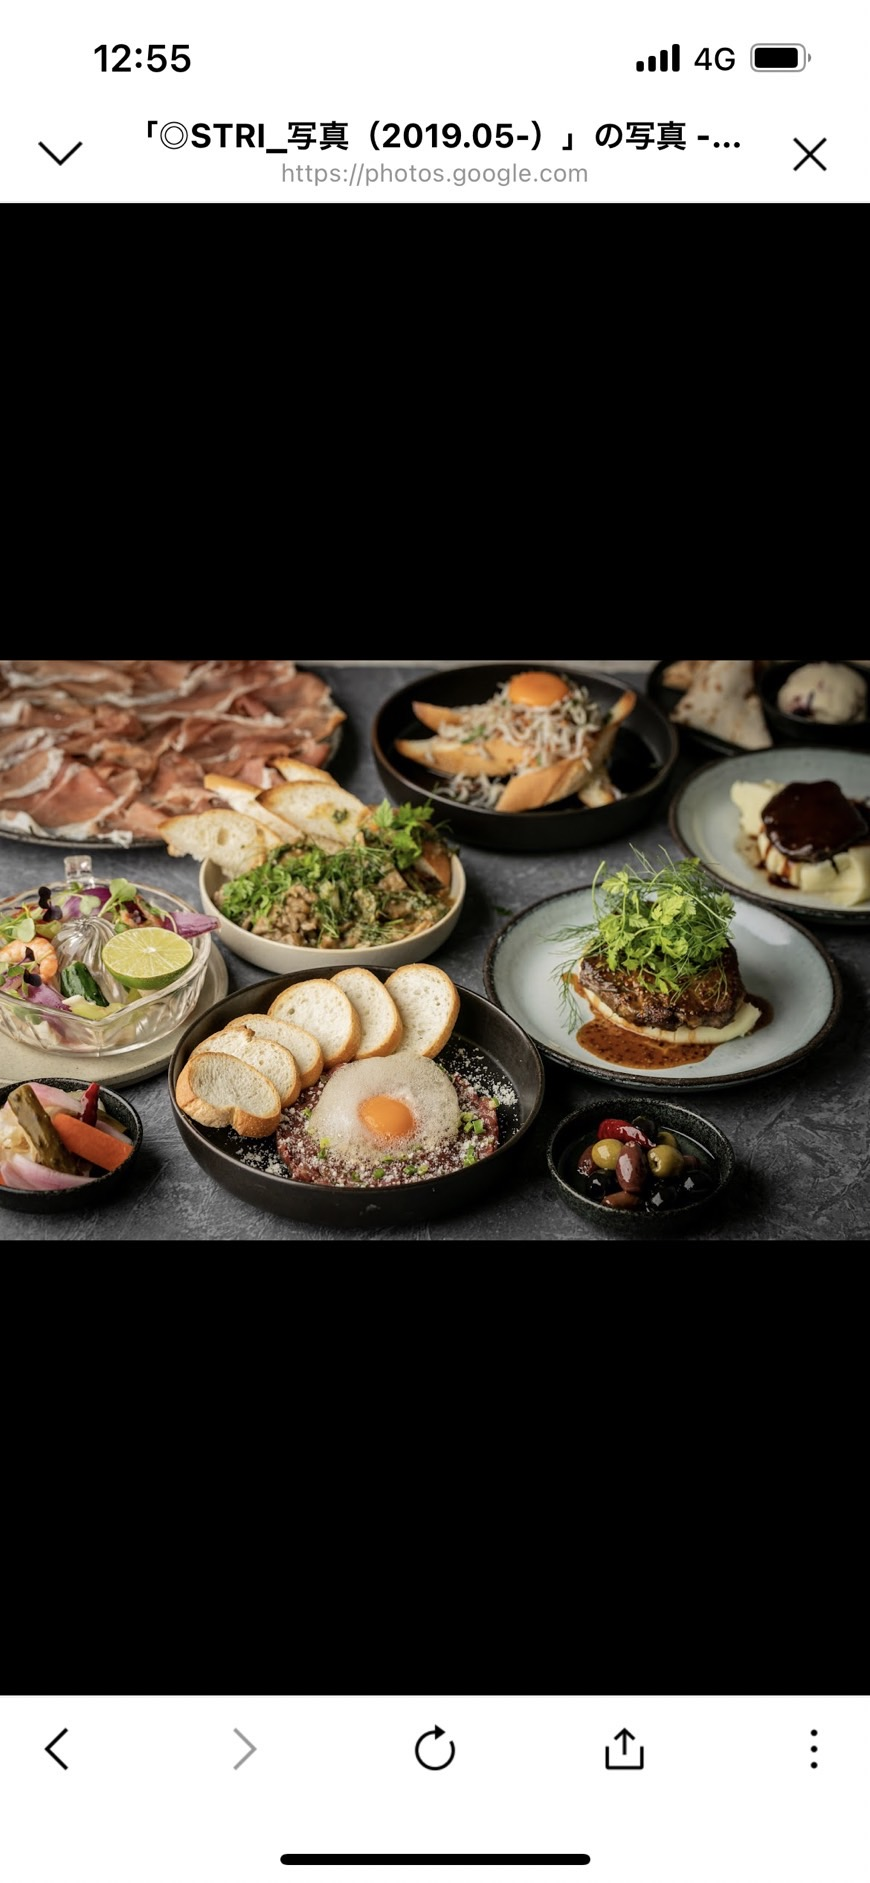 12:55
4G
「◎STRI_写真（2019.05-）」の写真 -...
https://photos.google.com